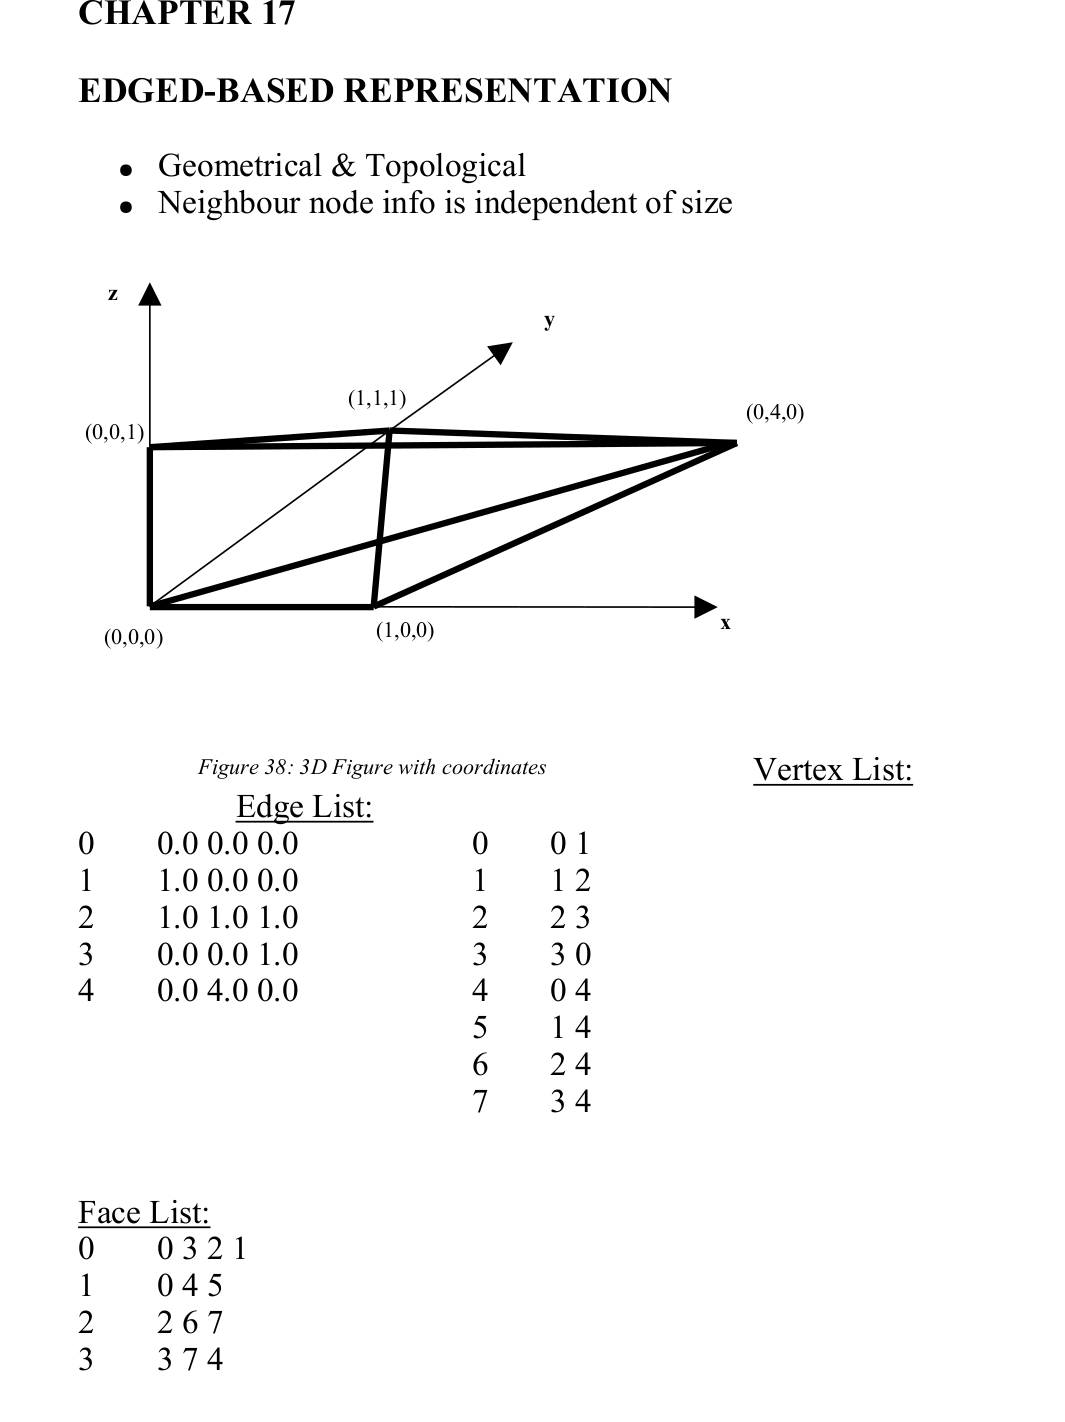 CHAPTER 17
EDGED-BASED REPRESENTATION
• Geometrical & Topological
• Neighbour node info is independent of size
z
y
(1,1,1)
(0,4,0)
(0,0,1)
x
(1,0,0)
(0,0,0)
Figure 38: 3D Figure with coordinates Vertex List:
Edge List:
0 0.0 0.0 0.0 0 0 1
1 1.0 0.0 0.0 1 1 2
2 1.0 1.0 1.0 2 2 3
3 0.0 0.0 1.0 3 3 0
4 0.0 4.0 0.0 4 0 4
5 1 4
6 2 4
7 3 4
Face List:
0 0 3 2 1
1 0 4 5
2 2 6 7
3 3 7 4